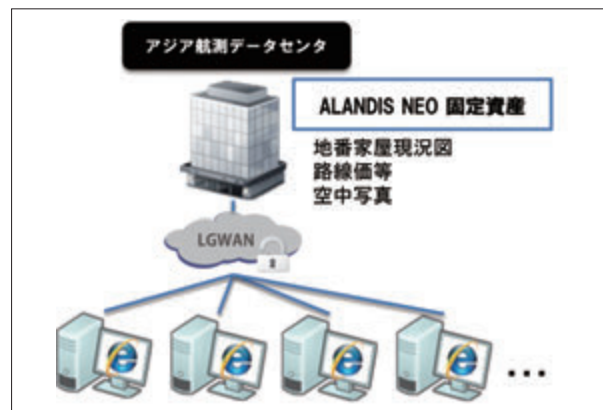 アジア航測データセンタ
ALANDIS NEO 固定資産
地番家屋現況図
路線価等
空中写真
LGWAN
...